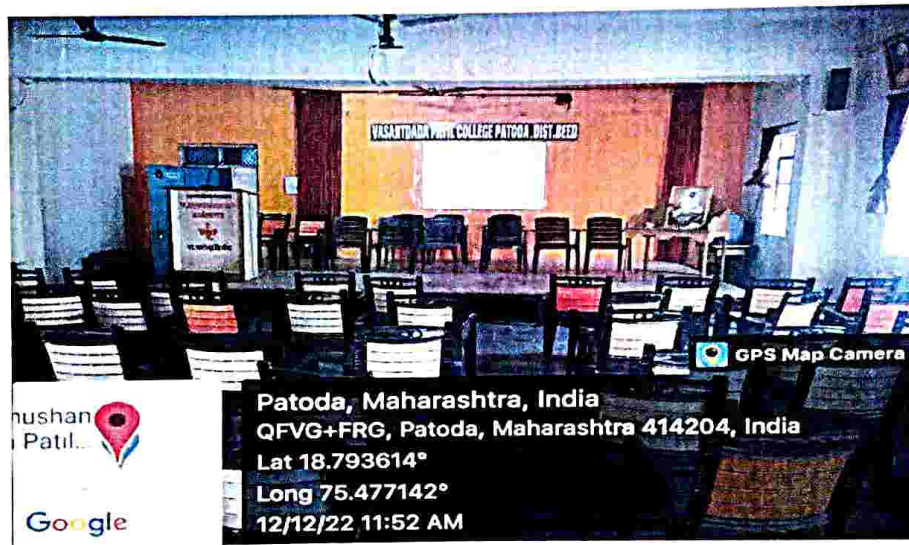 VASANTDADA PATIL COLLEGE PATODA, DIST.BEED
GPS Map Camera
Patoda, Maharashtra, India
QFVG+FRG, Patoda, Maharashtra 414204, India
Lat 18.793614°
Long 75.477142°
12/12/22 11:52 AM
nushan
Patil...
Google